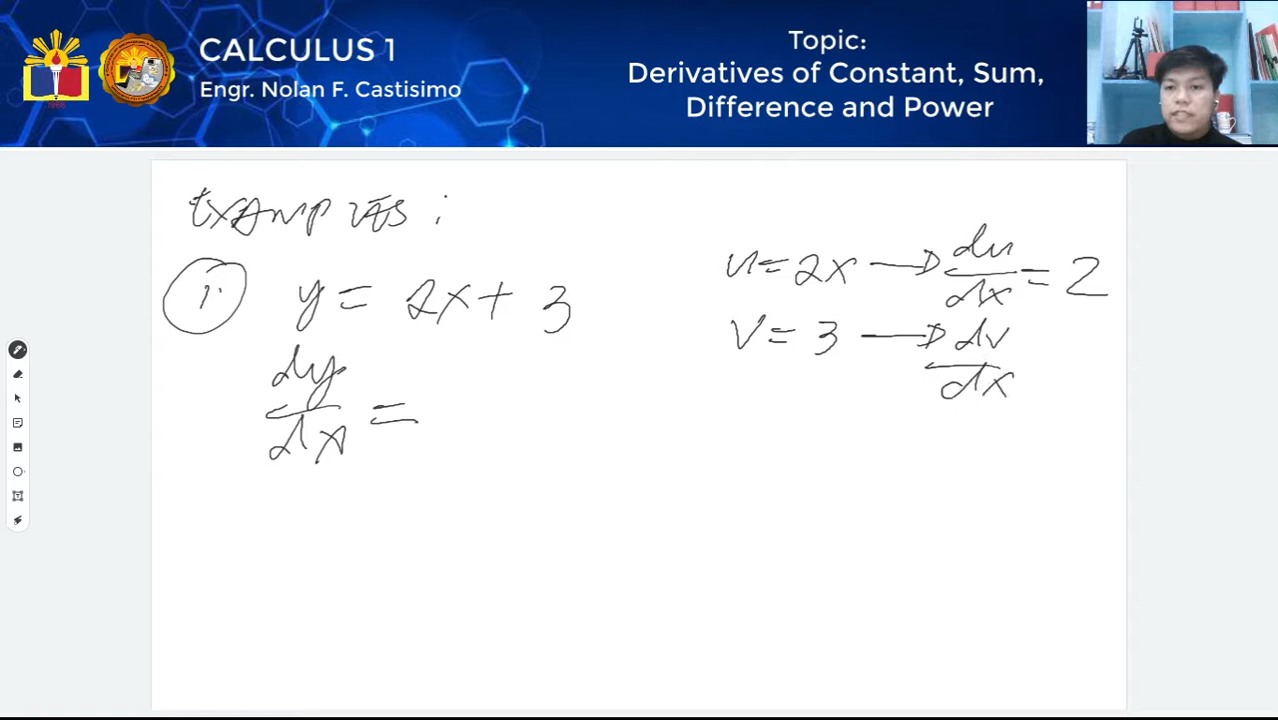 CALCULUS 1
Engr. Nolan F. Castisimo
Topic:
Derivatives of Constant, Sum,
Difference and Power
EXAMPLES :
1. y = 2x + 3
dy/dx =
u = 2x → du/dx = 2
v = 3 → dv/dx